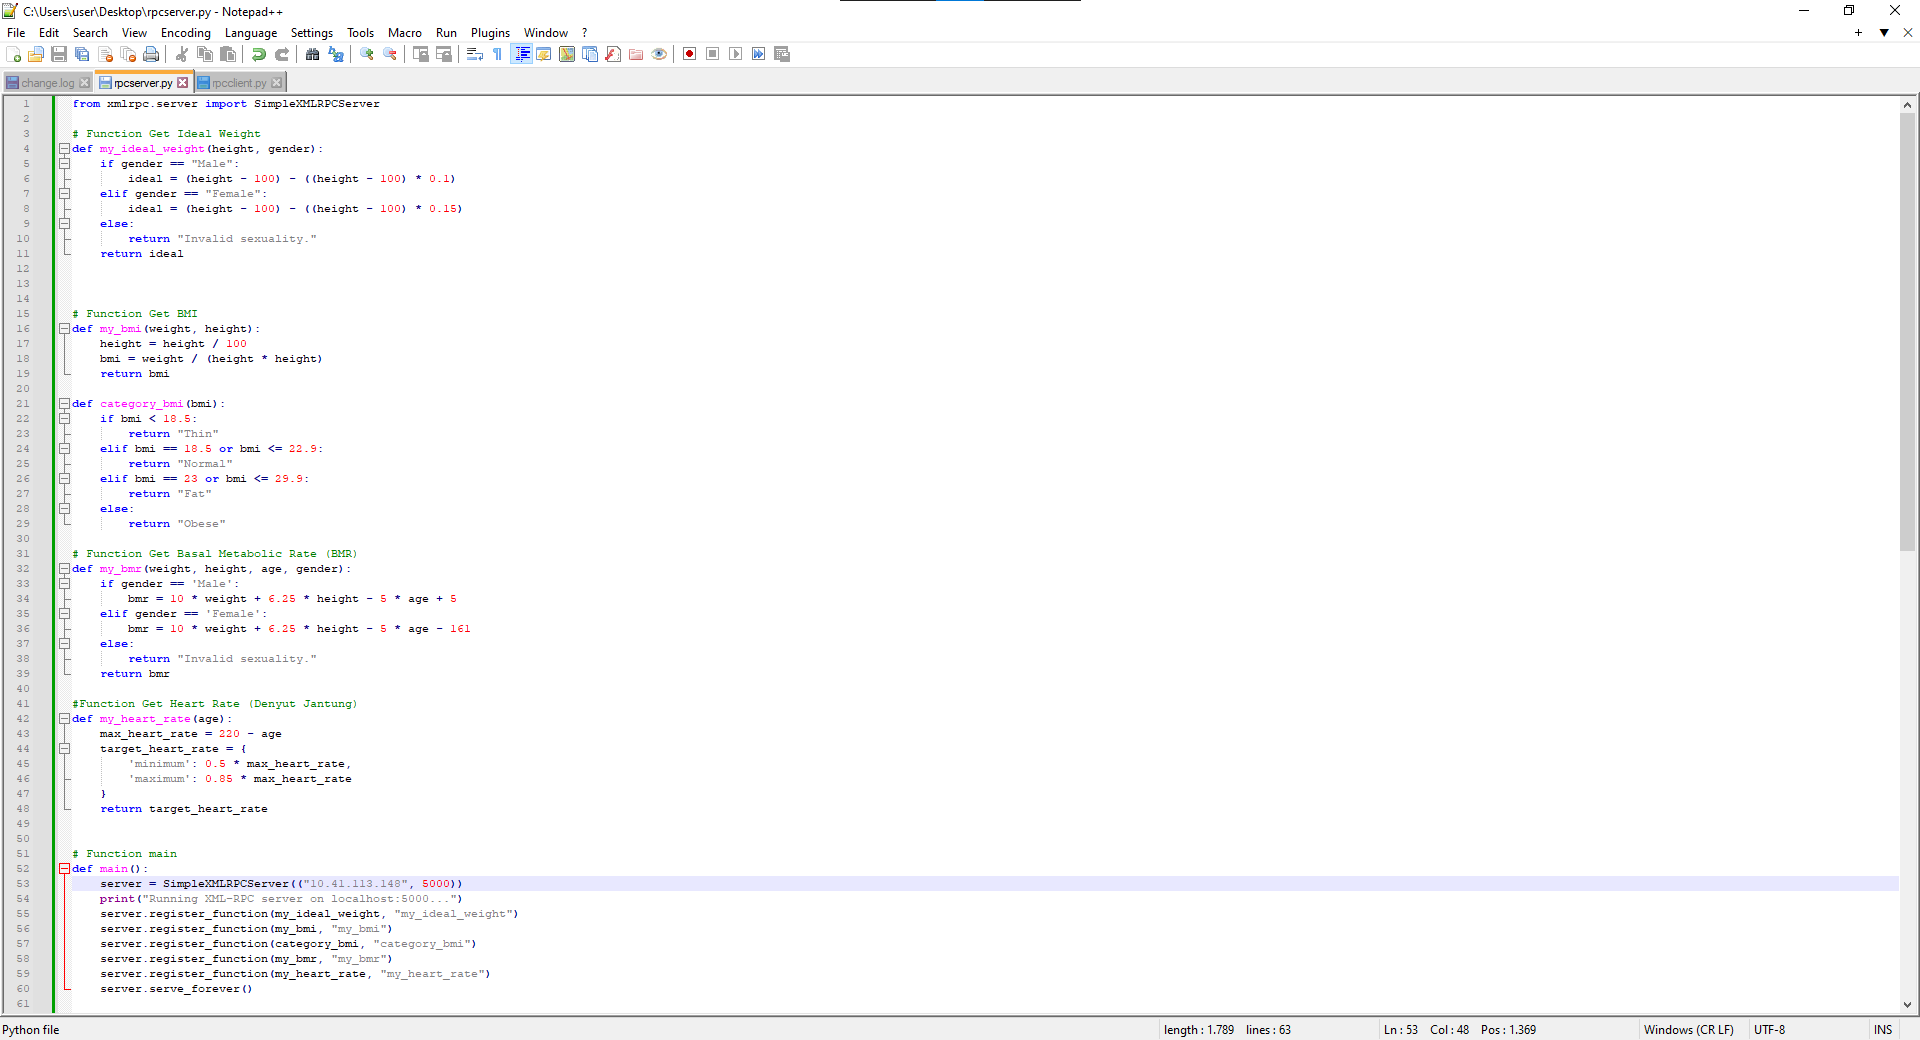 C:\Users\user\Desktop\rpcserver.py - Notepad++
File Edit Search View Encoding Language Settings Tools Macro Run Plugins Window ?
change.log rpcserver.py rpcclient.py
1 from xmlrpc.server import SimpleXMLRPCServer
2
3 # Function Get Ideal Weight
4 def my_ideal_weight(height, gender):
5     if gender == "Male":
6         ideal = (height - 100) - ((height - 100) * 0.1)
7     elif gender == "Female":
8         ideal = (height - 100) - ((height - 100) * 0.15)
9     else:
10         return "Invalid sexuality."
11     return ideal
12
13
14
15 # Function Get BMI
16 def my_bmi(weight, height):
17     height = height / 100
18     bmi = weight / (height * height)
19     return bmi
20
21 def category_bmi(bmi):
22     if bmi < 18.5:
23         return "Thin"
24     elif bmi == 18.5 or bmi <= 22.9:
25         return "Normal"
26     elif bmi == 23 or bmi <= 29.9:
27         return "Fat"
28     else:
29         return "Obese"
30
31 # Function Get Basal Metabolic Rate (BMR)
32 def my_bmr(weight, height, age, gender):
33     if gender == 'Male':
34         bmr = 10 * weight + 6.25 * height - 5 * age + 5
35     elif gender == 'Female':
36         bmr = 10 * weight + 6.25 * height - 5 * age - 161
37     else:
38         return "Invalid sexuality."
39     return bmr
40
41 #Function Get Heart Rate (Denyut Jantung)
42 def my_heart_rate(age):
43     max_heart_rate = 220 - age
44     target_heart_rate = {
45         'minimum': 0.5 * max_heart_rate,
46         'maximum': 0.85 * max_heart_rate
47     }
48     return target_heart_rate
49
50
51 # Function main
52 def main():
53     server = SimpleXMLRPCServer(("10.41.113.148", 5000))
54     print("Running XML-RPC server on localhost:5000...")
55     server.register_function(my_ideal_weight, "my_ideal_weight")
56     server.register_function(my_bmi, "my_bmi")
57     server.register_function(category_bmi, "category_bmi")
58     server.register_function(my_bmr, "my_bmr")
59     server.register_function(my_heart_rate, "my_heart_rate")
60     server.serve_forever()
61
Python file length : 1.789 lines : 63 Ln : 53 Col : 48 Pos : 1.369 Windows (CR LF) UTF-8 INS